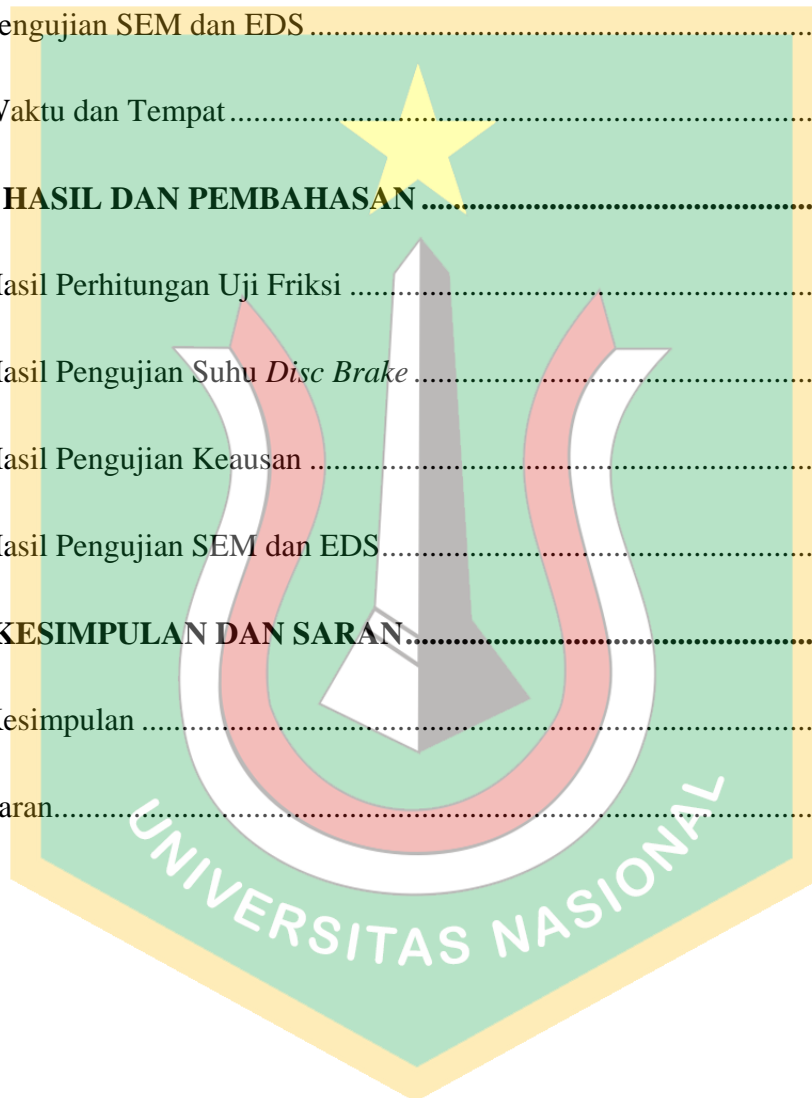 engujian SEM dan EDS................................................................
Waktu dan Tempat................................................................
HASIL DAN PEMBAHASAN................................................
Hasil Perhitungan Uji Friksi................................................................
Hasil Pengujian Suhu Disc Brake................................................
Hasil Pengujian Keausan................................................................
Hasil Pengujian SEM dan EDS................................................
KESIMPULAN DAN SARAN................................................
Kesimpulan................................................................
aran................................................................
UNIVERSITAS NASIONAL